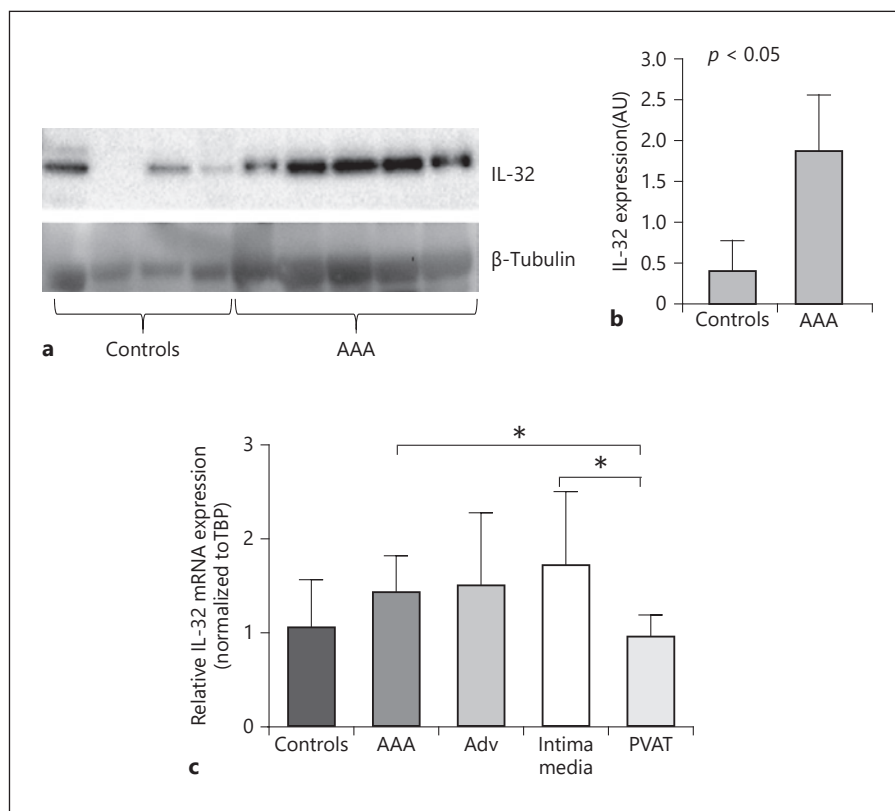 IL-32
β-Tubulin
Controls
AAA
a
p < 0.05
IL-32 expression(AU)
3.0
2.5
2.0
1.5
1.0
0.5
0
Controls
AAA
b
Relative IL-32 mRNA expression
(normalized toTBP)
3
2
1
0
*
*
Controls
AAA
Adv
Intima
media
PVAT
c